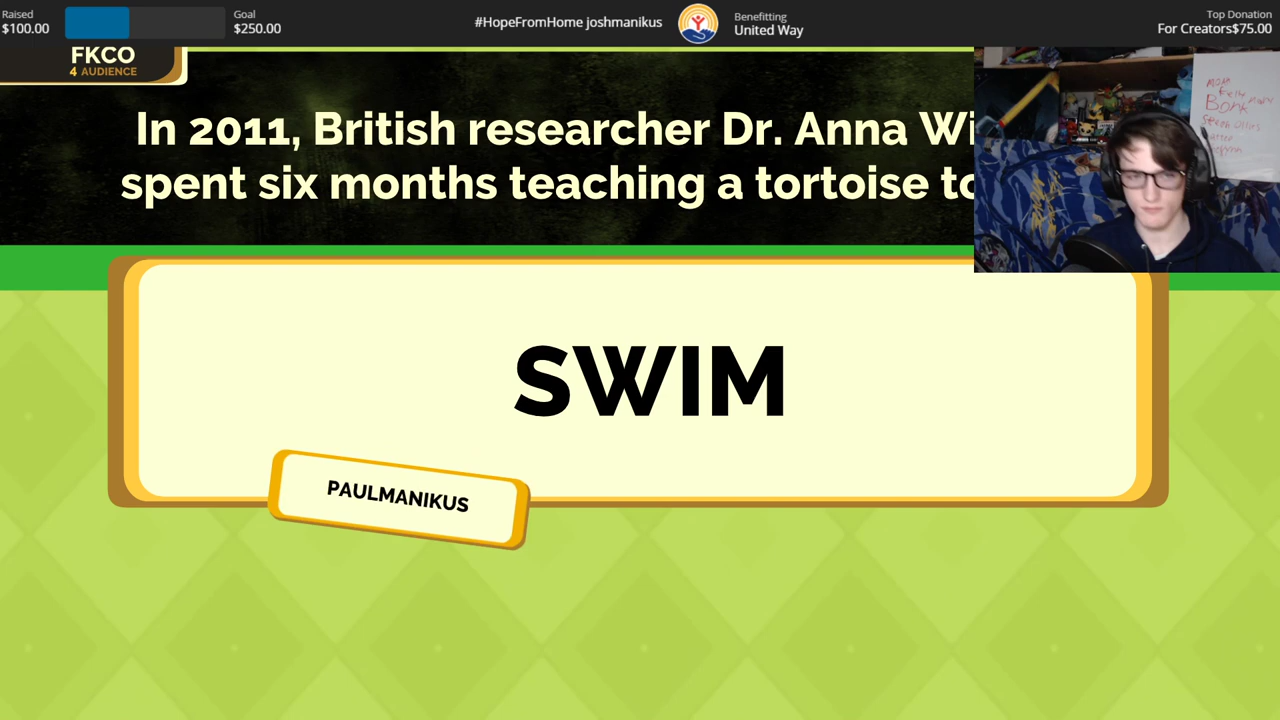 Raised
$100.00
Goal
$250.00
#HopeFromHome joshmanikus
Benefitting
United Way
Top Donation
For Creators$75.00
FKCO
4 AUDIENCE
In 2011, British researcher Dr. Anna Wi
spent six months teaching a tortoise to
Bonk
SWIM
PAULMANIKUS